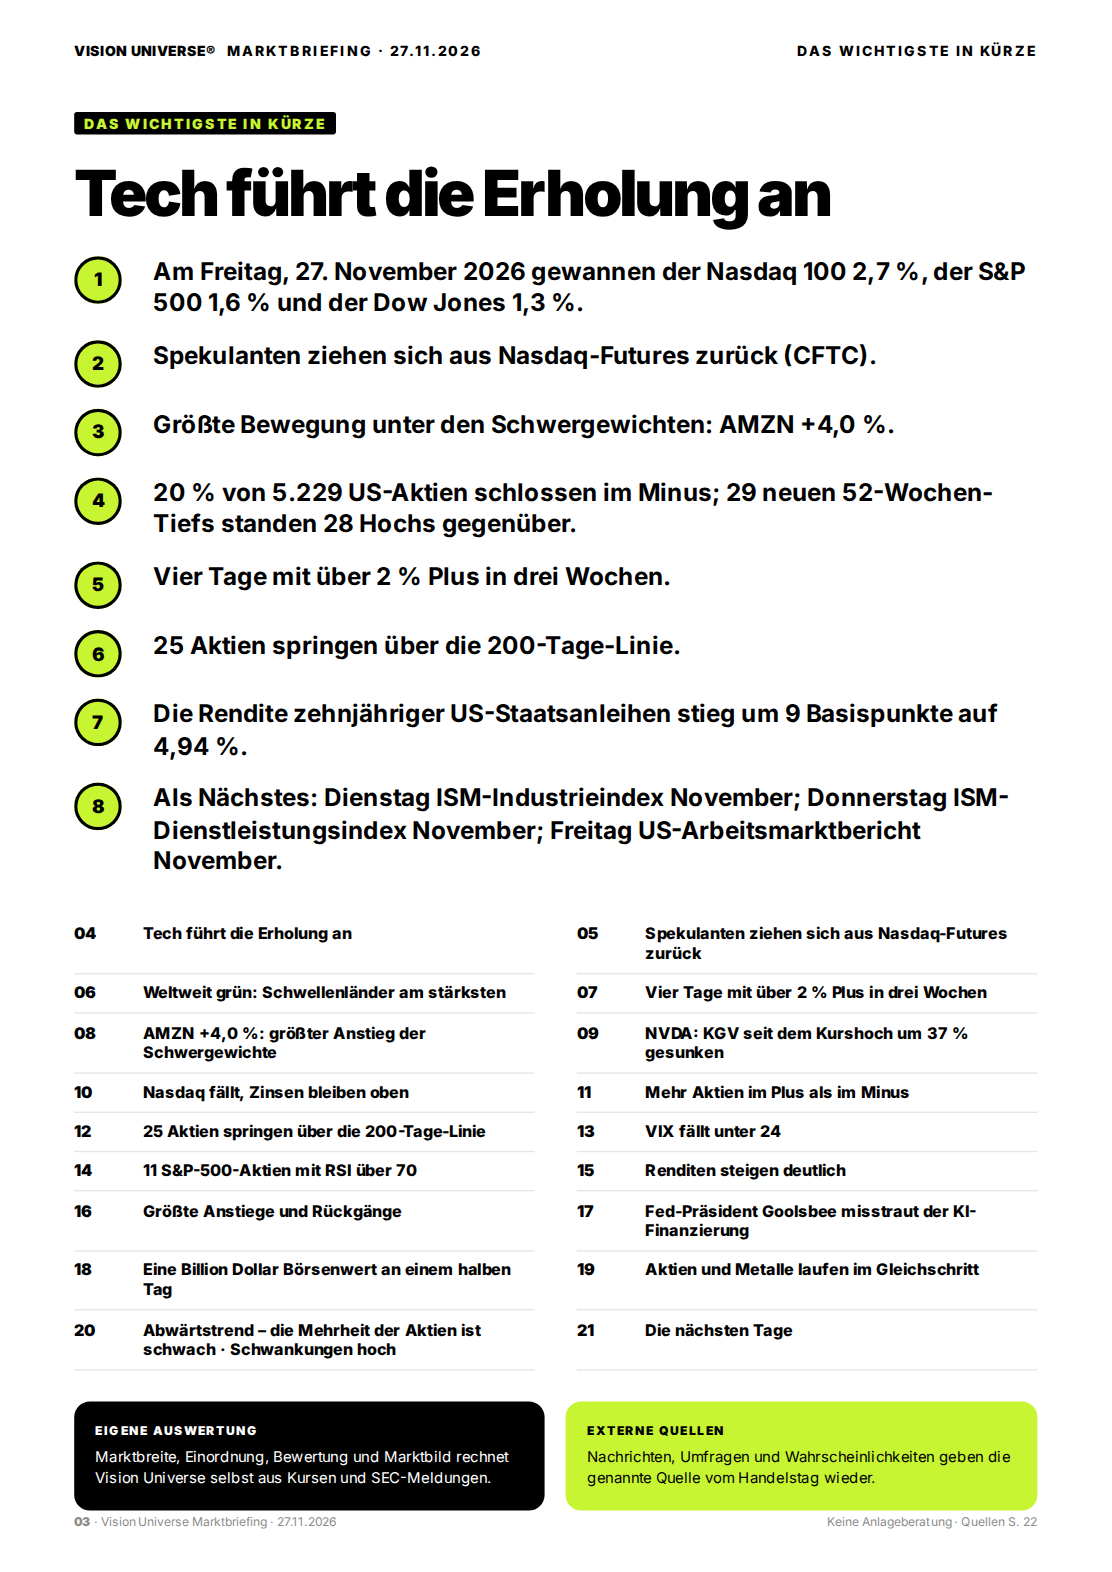 VISION UNIVERSE® MARKTBRIEFING · 27.11.2026
DAS WICHTIGSTE IN KÜRZE
DAS WICHTIGSTE IN KÜRZE
Tech führt die Erholung an
1
Am Freitag, 27. November 2026 gewannen der Nasdaq 100 2,7 %, der S&P
500 1,6 % und der Dow Jones 1,3 %.
2
Spekulanten ziehen sich aus Nasdaq-Futures zurück (CFTC).
3
Größte Bewegung unter den Schwergewichten: AMZN +4,0 %.
4
20 % von 5.229 US-Aktien schlossen im Minus; 29 neuen 52-Wochen-
Tiefs standen 28 Hochs gegenüber.
5
Vier Tage mit über 2 % Plus in drei Wochen.
6
25 Aktien springen über die 200-Tage-Linie.
7
Die Rendite zehnjähriger US-Staatsanleihen stieg um 9 Basispunkte auf
4,94 %.
8
Als Nächstes: Dienstag ISM-Industrieindex November; Donnerstag ISM-
Dienstleistungsindex November; Freitag US-Arbeitsmarktbericht
November.
04 Tech führt die Erholung an
05 Spekulanten ziehen sich aus Nasdaq-Futures
zurück
06 Weltweit grün: Schwellenländer am stärksten
07 Vier Tage mit über 2 % Plus in drei Wochen
08 AMZN +4,0 %: größter Anstieg der
Schwergewichte
09 NVDA: KGV seit dem Kurshoch um 37 %
gesunken
10 Nasdaq fällt, Zinsen bleiben oben
11 Mehr Aktien im Plus als im Minus
12 25 Aktien springen über die 200-Tage-Linie
13 VIX fällt unter 24
14 11 S&P-500-Aktien mit RSI über 70
15 Renditen steigen deutlich
16 Größte Anstiege und Rückgänge
17 Fed-Präsident Goolsbee misstraut der KI-
Finanzierung
18 Eine Billion Dollar Börsenwert an einem halben
Tag
19 Aktien und Metalle laufen im Gleichschritt
20 Abwärtstrend – die Mehrheit der Aktien ist
schwach · Schwankungen hoch
21 Die nächsten Tage
EIGENE AUSWERTUNG
Marktbreite, Einordnung, Bewertung und Marktbild rechnet
Vision Universe selbst aus Kursen und SEC-Meldungen.
EXTERNE QUELLEN
Nachrichten, Umfragen und Wahrscheinlichkeiten geben die
genannte Quelle vom Handelstag wieder.
03 · Vision Universe Marktbriefing · 27.11.2026
Keine Anlageberatung · Quellen S. 22